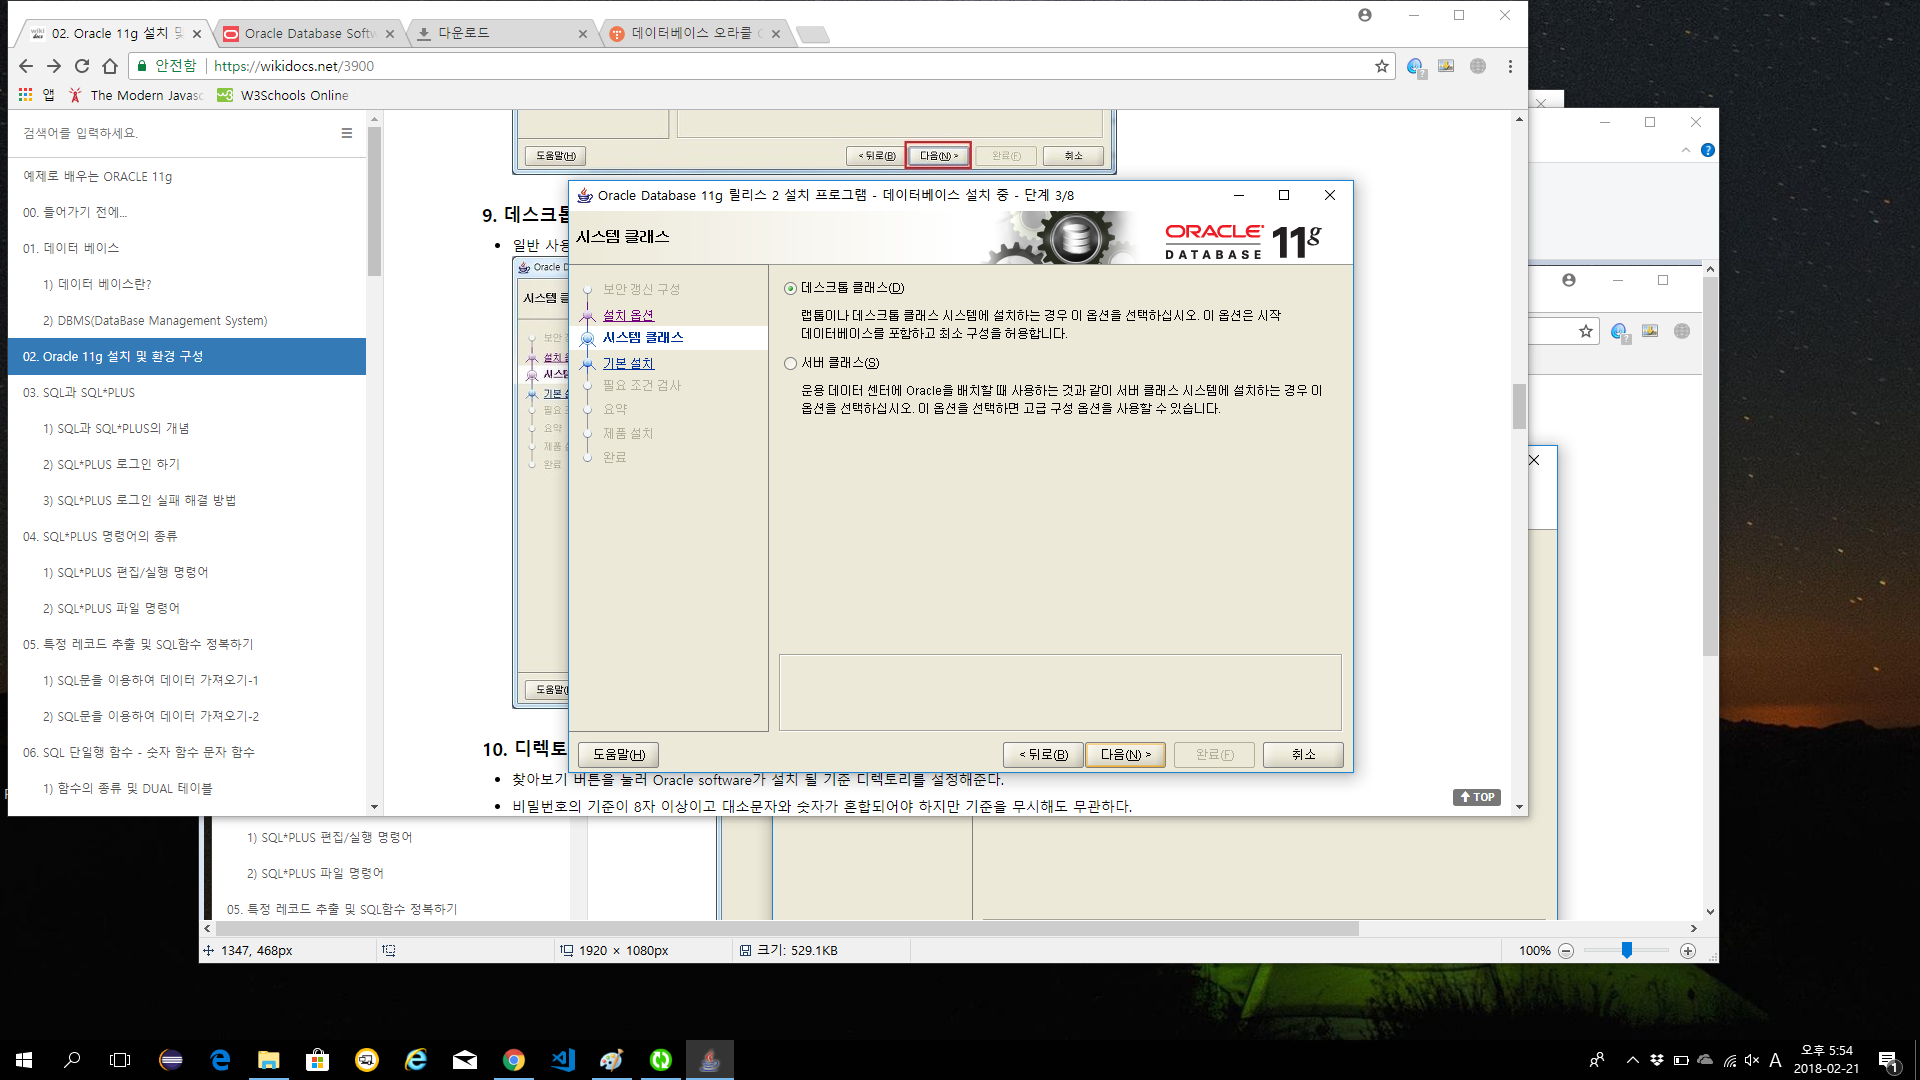 02. Oracle 11g 설치 및
Oracle Database Softw
다운로드
데이터베이스 오라클
안전함
https://wikidocs.net/3900
앱
The Modern Javasc
W3Schools Online
검색어를 입력하세요.
예제로 배우는 ORACLE 11g
00. 들어가기 전에...
01. 데이터 베이스
1) 데이터 베이스란?
2) DBMS(DataBase Management System)
02. Oracle 11g 설치 및 환경 구성
03. SQL과 SQL*PLUS
1) SQL과 SQL*PLUS의 개념
2) SQL*PLUS 로그인 하기
3) SQL*PLUS 로그인 실패 해결 방법
04. SQL*PLUS 명령어의 종류
1) SQL*PLUS 편집/실행 명령어
2) SQL*PLUS 파일 명령어
05. 특정 레코드 추출 및 SQL함수 정복하기
1) SQL문을 이용하여 데이터 가져오기-1
2) SQL문을 이용하여 데이터 가져오기-2
06. SQL 단일행 함수 - 숫자 함수 문자 함수
1) 함수의 종류 및 DUAL 테이블
도움말(H)
< 뒤로(B)
다음(N) >
완료(F)
취소
9. 데스크톱
일반 사용
Oracle D
시스템 클
보안
설치 옵
시스템
기본 설
필요 조
요약
제품 설
완료
도움말(H
Oracle Database 11g 릴리스 2 설치 프로그램 - 데이터베이스 설치 중 - 단계 3/8
시스템 클래스
ORACLE
DATABASE
11g
보안 갱신 구성
설치 옵션
시스템 클래스
기본 설치
필요 조건 검사
요약
제품 설치
완료
데스크톱 클래스(D)
랩톱이나 데스크톱 클래스 시스템에 설치하는 경우 이 옵션을 선택하십시오. 이 옵션은 시작
데이터베이스를 포함하고 최소 구성을 허용합니다.
서버 클래스(S)
운용 데이터 센터에 Oracle을 배치할 때 사용하는 것과 같이 서버 클래스 시스템에 설치하는 경우 이
옵션을 선택하십시오. 이 옵션을 선택하면 고급 구성 옵션을 사용할 수 있습니다.
도움말(H)
< 뒤로(B)
다음(N) >
완료(F)
취소
10. 디렉토
찾아보기 버튼을 눌러 Oracle software가 설치 될 기준 디렉토리를 설정해준다.
비밀번호의 기준이 8자 이상이고 대소문자와 숫자가 혼합되어야 하지만 기준을 무시해도 무관하다.
TOP
1) SQL*PLUS 편집/실행 명령어
2) SQL*PLUS 파일 명령어
05. 특정 레코드 추출 및 SQL함수 정복하기
1347, 468px
1920 × 1080px
크기: 529.1KB
100%
A
오후 5:54
2018-02-21
1